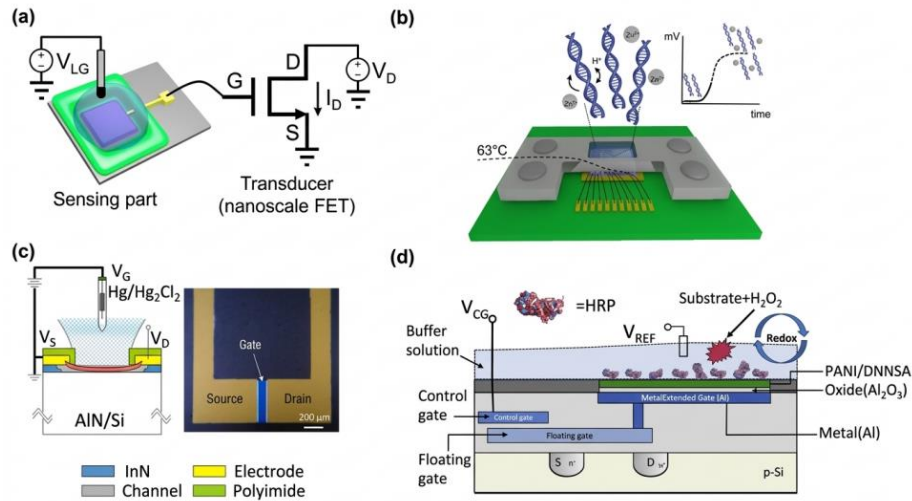 (a)
V_LG
G
D
I_D
S
V_D
Sensing part
Transducer
(nanoscale FET)
(b)
mV
time
H⁺
Zn²⁺
63°C
(c)
V_G
Hg/Hg₂Cl₂
V_S
V_D
AlN/Si
Gate
Source
Drain
200 μm
InN
Electrode
Channel
Polyimide
(d)
V_CG
=HRP
Substrate+H₂O₂
V_REF
Redox
Buffer
solution
PANI/DNNSA
Oxide(Al₂O₃)
MetalExtended Gate (Al)
Control
gate
Control gate
Floating gate
Metal(Al)
Floating
gate
S n⁺
D
p-Si